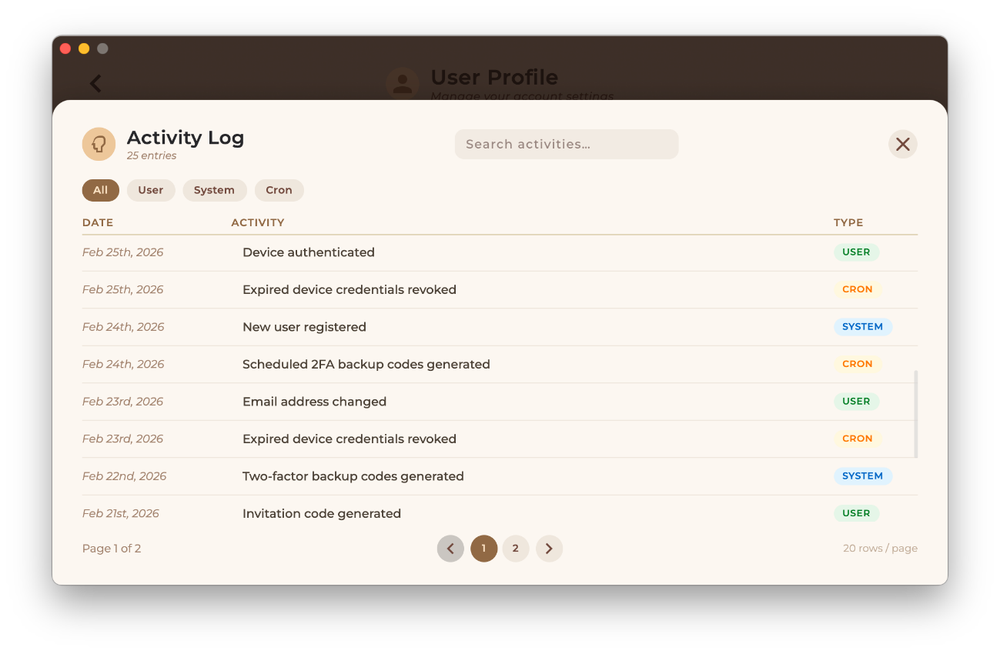 User Profile
Manage your account settings
Activity Log
25 entries
Search activities...
All
User
System
Cron
DATE ACTIVITY TYPE
Feb 25th, 2026 Device authenticated USER
Feb 25th, 2026 Expired device credentials revoked CRON
Feb 24th, 2026 New user registered SYSTEM
Feb 24th, 2026 Scheduled 2FA backup codes generated CRON
Feb 23rd, 2026 Email address changed USER
Feb 23rd, 2026 Expired device credentials revoked CRON
Feb 22nd, 2026 Two-factor backup codes generated SYSTEM
Feb 21st, 2026 Invitation code generated USER
Page 1 of 2 1 2 20 rows / page